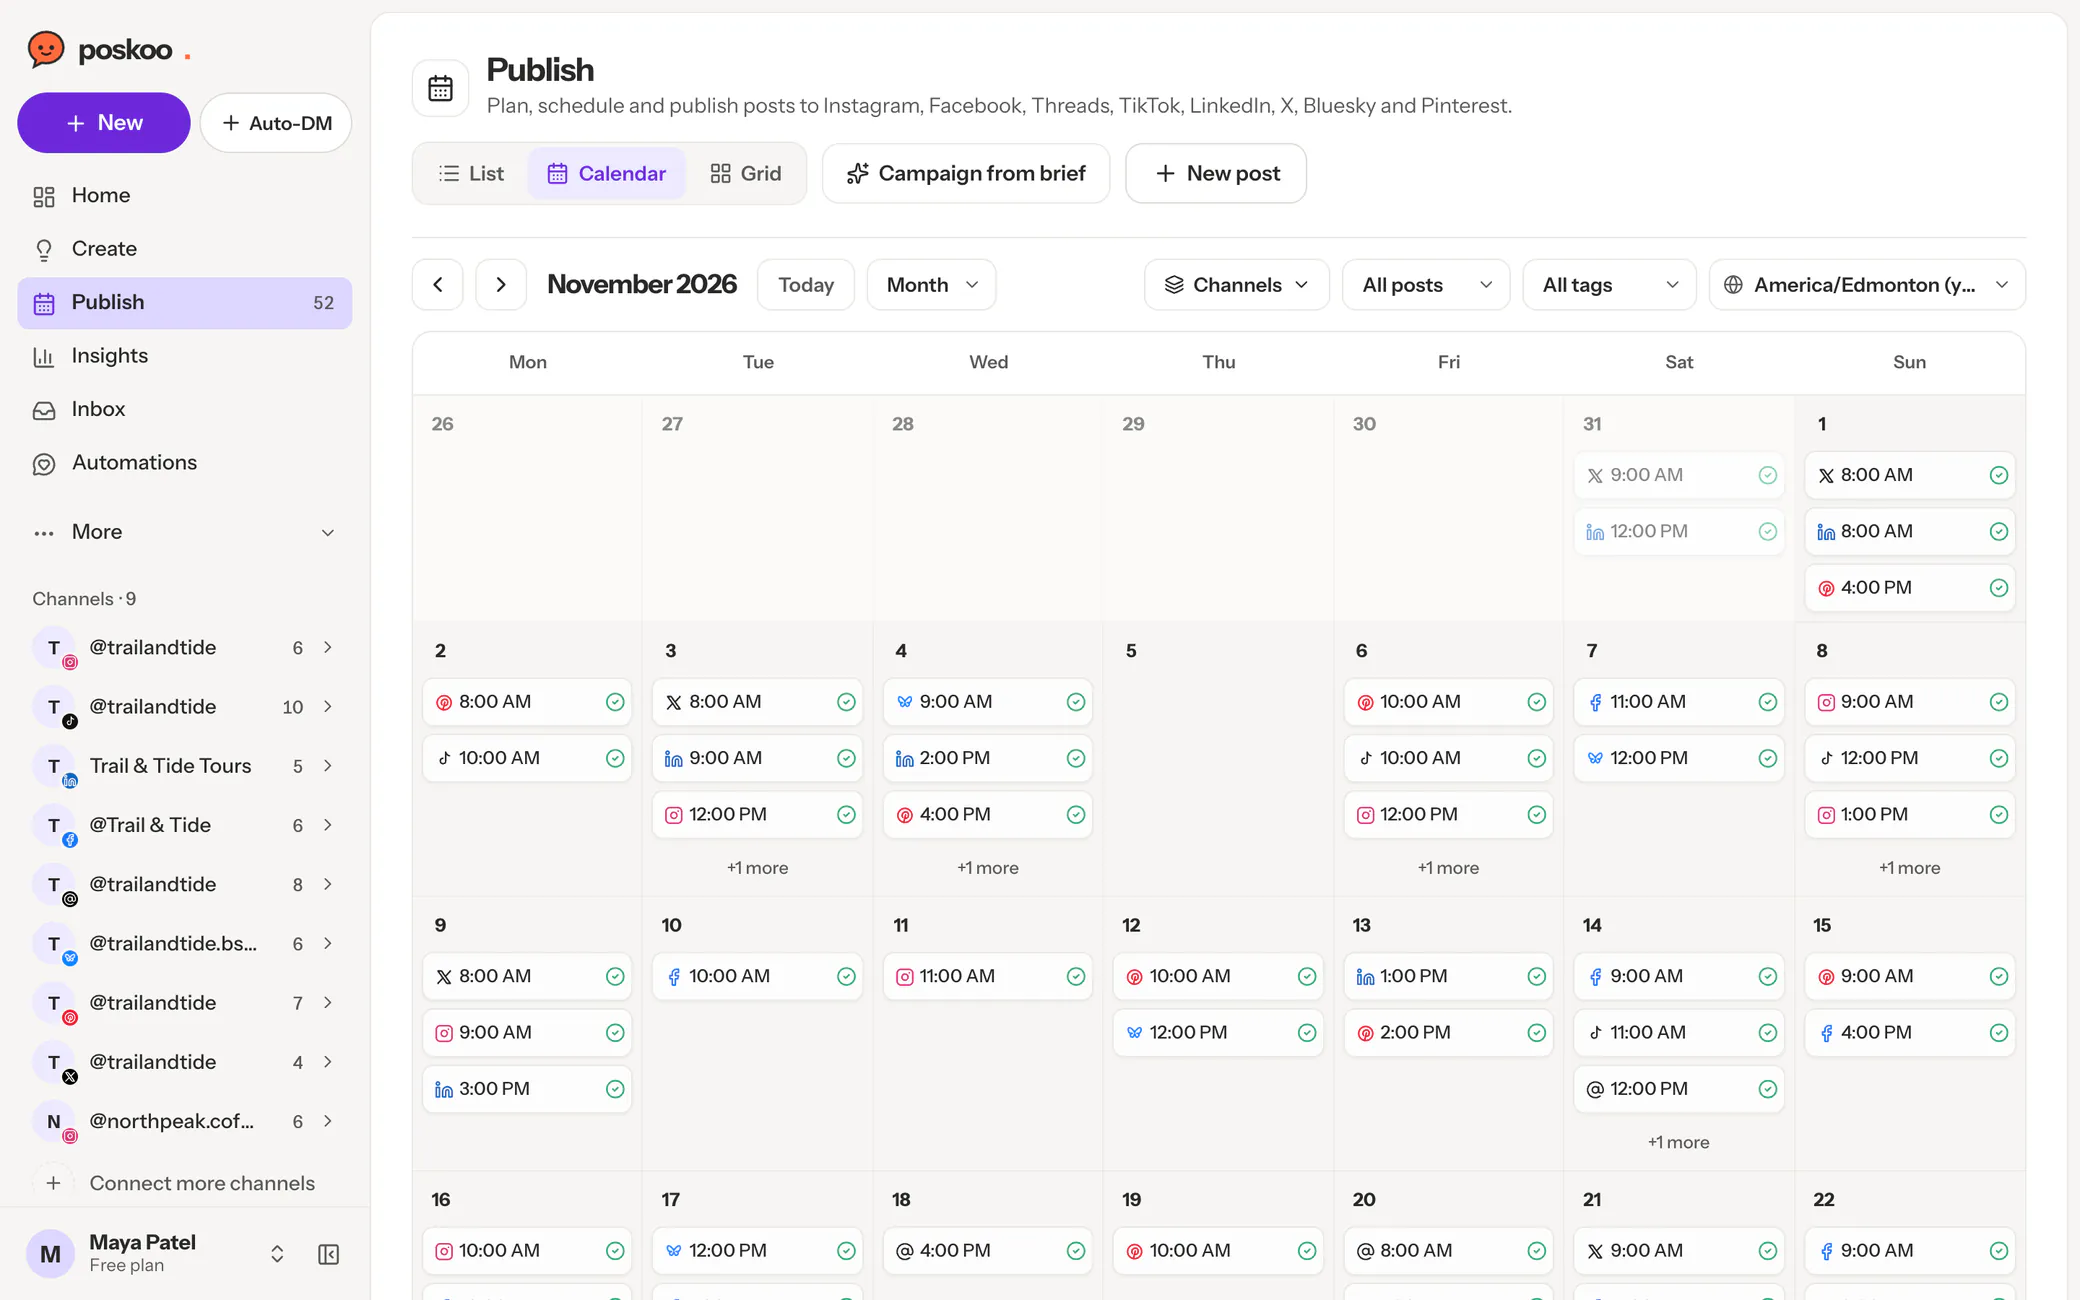 poskoo.
+ New
+ Auto-DM
Home
Create
Publish 52
Insights
Inbox
Automations
More
Channels · 9
T @trailandtide 6
T @trailandtide 10
T Trail & Tide Tours 5
T @Trail & Tide 6
T @trailandtide 8
T @trailandtide.bs... 6
T @trailandtide 7
T @trailandtide 4
N @northpeak.cof... 6
+ Connect more channels
M Maya Patel
Free plan
Publish
Plan, schedule and publish posts to Instagram, Facebook, Threads, TikTok, LinkedIn, X, Bluesky and Pinterest.
List Calendar Grid Campaign from brief + New post
November 2026 Today Month Channels All posts All tags America/Edmonton (y...
Mon Tue Wed Thu Fri Sat Sun
26 27 28 29 30 31 1
9:00 AM 8:00 AM
12:00 PM 8:00 AM
4:00 PM
2 3 4 5 6 7 8
8:00 AM 8:00 AM 9:00 AM 10:00 AM 11:00 AM 9:00 AM
10:00 AM 9:00 AM 2:00 PM 10:00 AM 12:00 PM 12:00 PM
12:00 PM 4:00 PM 12:00 PM 1:00 PM
+1 more +1 more +1 more +1 more
9 10 11 12 13 14 15
8:00 AM 10:00 AM 11:00 AM 10:00 AM 1:00 PM 9:00 AM 9:00 AM
9:00 AM 12:00 PM 2:00 PM 11:00 AM 4:00 PM
3:00 PM 12:00 PM
+1 more
16 17 18 19 20 21 22
10:00 AM 12:00 PM 4:00 PM 10:00 AM 8:00 AM 9:00 AM 9:00 AM